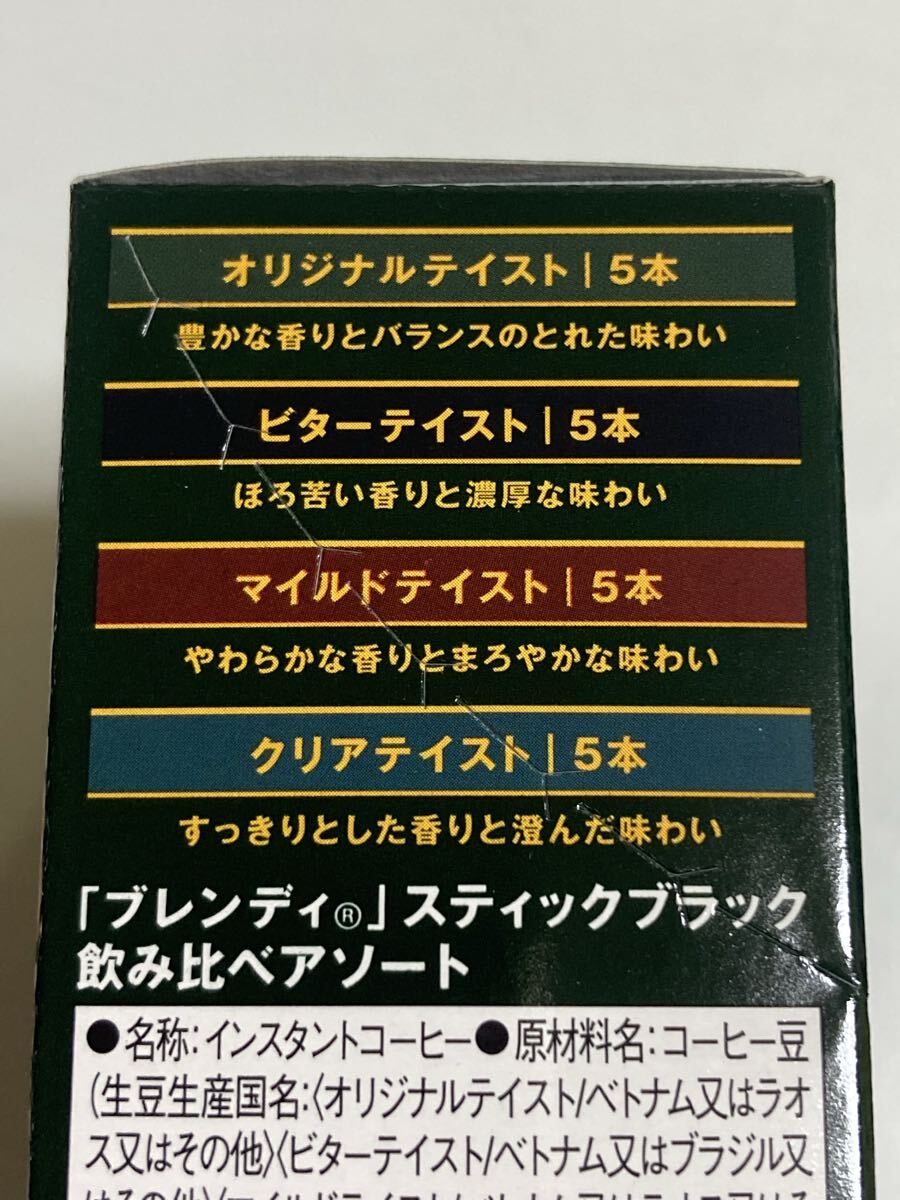 オリジナルテイスト|5本
豊かな香りとバランスのとれた味わい
ビターテイスト|5本
ほろ苦い香りと濃厚な味わい
マイルドテイスト|5本
やわらかな香りとまろやかな味わい
クリアテイスト|5本
すっきりとした香りと澄んだ味わい
「ブレンディ®」スティックブラック
飲み比べアソート
●名称:インスタントコーヒー●原材料名:コーヒー豆
(生豆生産国名:〈オリジナルテイスト/ベトナム又はラオ
ス又はその他〉〈ビターテイスト/ベトナム又はブラジル又